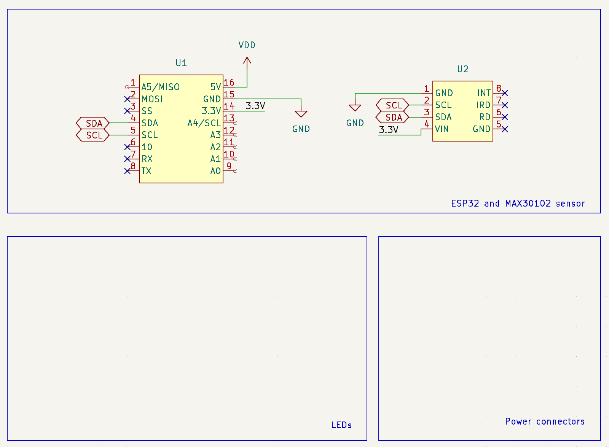 VDD
U1
U2
1 A5/MISO 5V 16
2 MOSI GND 15
3 SS 3.3V 14 3.3V
SDA 4 SDA A4/SCL 13
SCL 5 SCL A3 12
6 10 A2 11
7 RX A1 10
8 TX A0 9
GND
GND
1 GND INT 8
SCL 2 SCL IRD 7
SDA 3 SDA RD 6
3.3V 4 VIN GND 5
ESP32 and MAX30102 sensor
LEDs
Power connectors